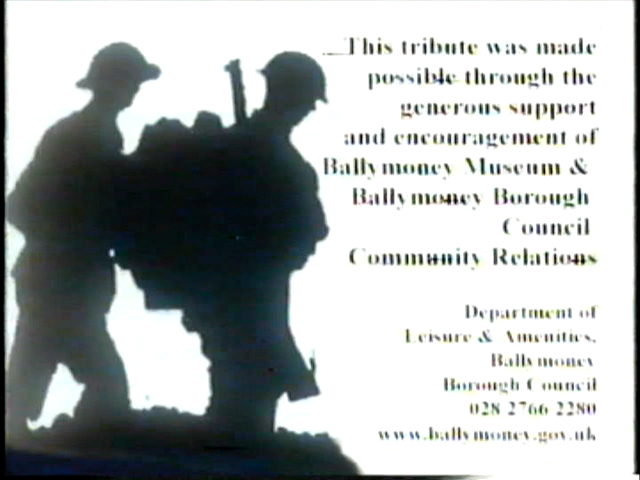 This tribute was made
possible through the
generous support
and encouragement of
Ballymoney Museum &
Ballymoney Borough
Council
Community Relations
Department of
Leisure & Amenities,
Ballymoney
Borough Council
028 2766 2280
www.ballymoney.gov.uk